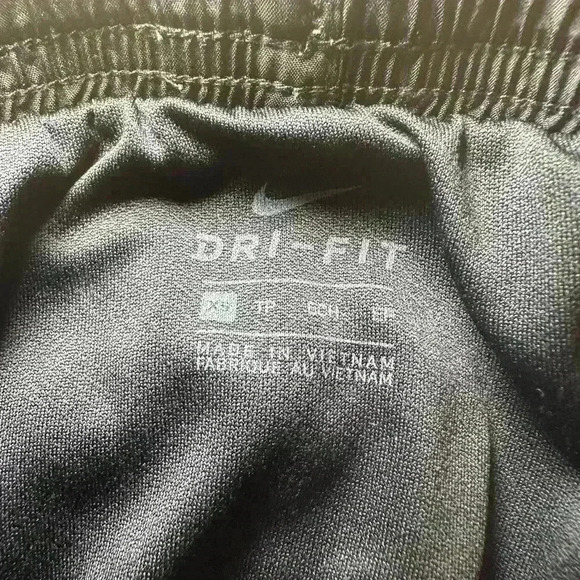 DRI-FIT
XS TP ECH EP
MADE IN VIETNAM
FABRIQUÉ AU VIETNAM